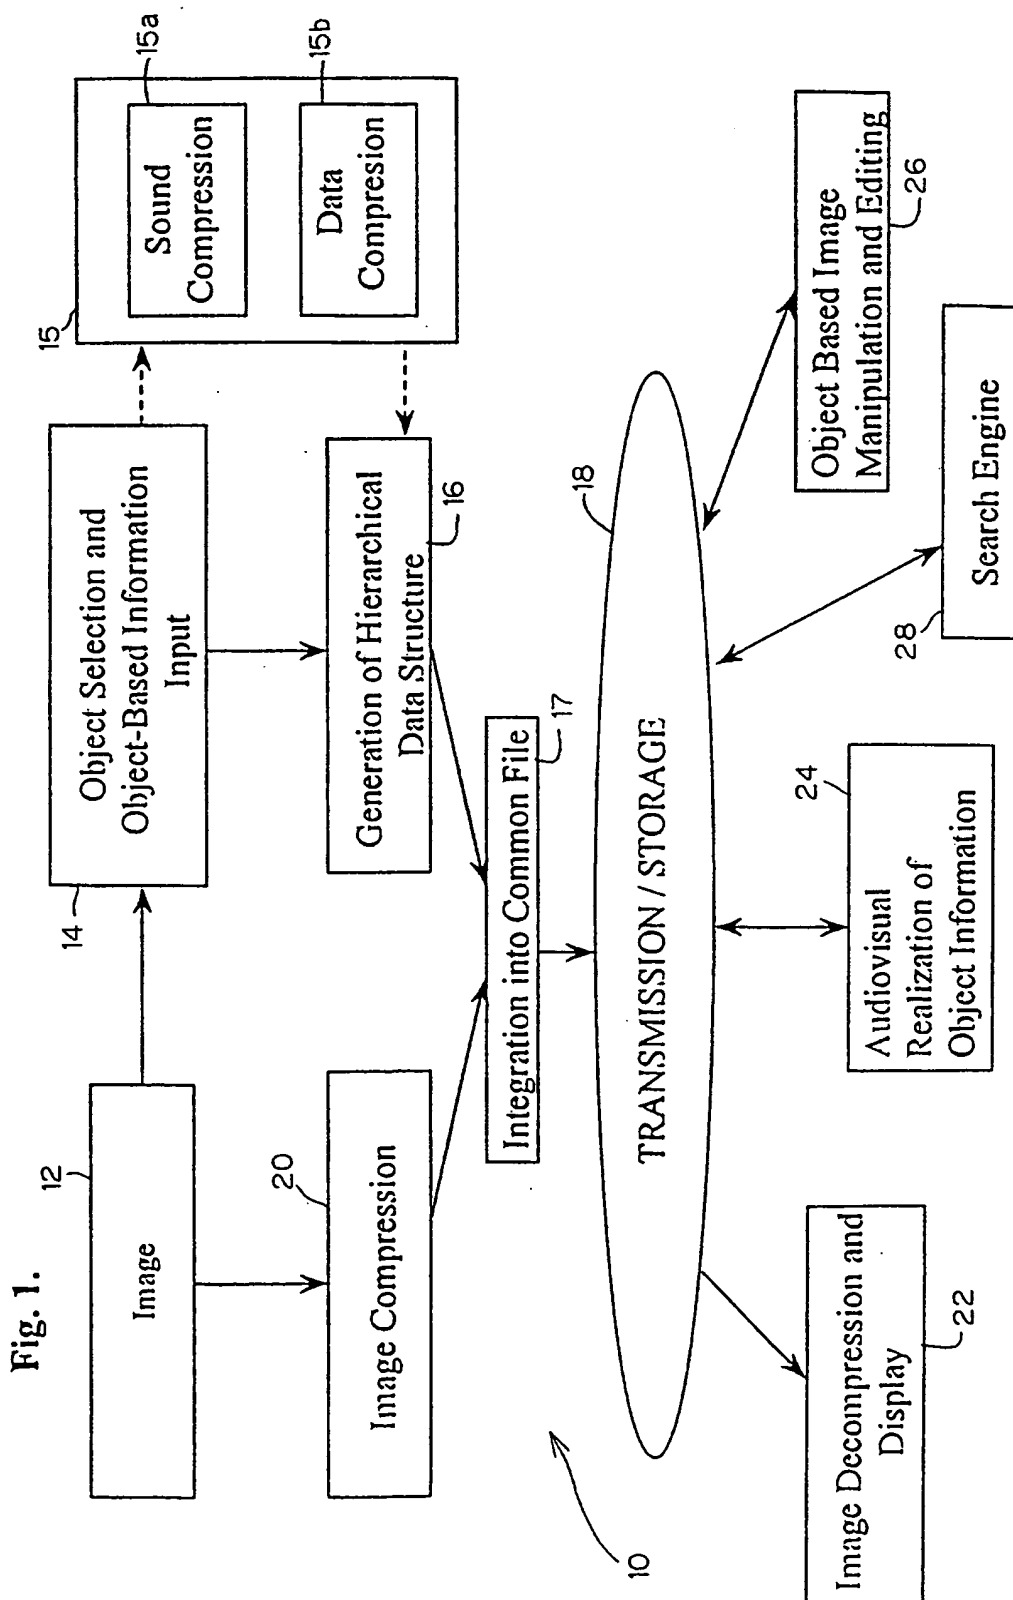 Fig. 1.
12
Image
14
Object Selection and
Object-Based Information
Input
15
Sound
Compression
15a
Data
Compresion
15b
20
Image Compression
Generation of Hierarchical
Data Structure
16
Integration into Common File
17
18
TRANSMISSION / STORAGE
10
Image Decompression and
Display
22
24
Audiovisual
Realization of
Object Information
28
Search Engine
Object Based Image
Manipulation and Editing
26